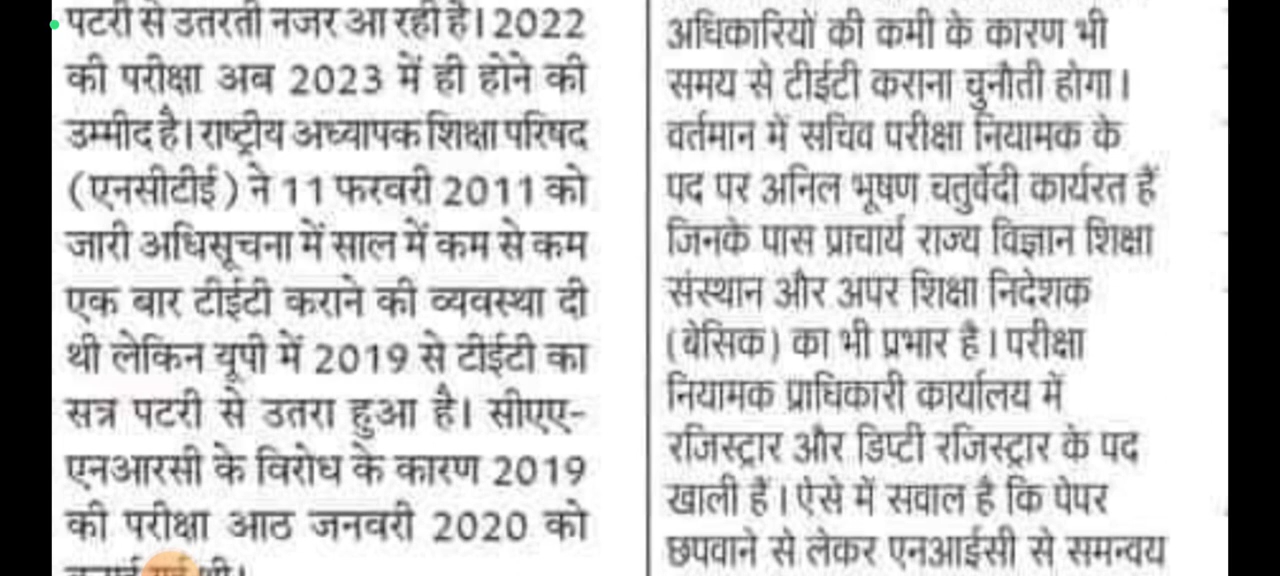 पटरी से उतरती नजर आ रही है। 2022
की परीक्षा अब 2023 में ही होने की
उम्मीद है। राष्ट्रीय अध्यापक शिक्षा परिषद
(एनसीटीई) ने 11 फरवरी 2011 को
जारी अधिसूचना में साल में कम से कम
एक बार टीईटी कराने की व्यवस्था दी
थी लेकिन यूपी में 2019 से टीईटी का
सत्र पटरी से उतरा हुआ है। सीएए-
एनआरसी के विरोध के कारण 2019
की परीक्षा आठ जनवरी 2020 को
अधिकारियों की कमी के कारण भी
समय से टीईटी कराना चुनौती होगा।
वर्तमान में सचिव परीक्षा नियामक के
पद पर अनिल भूषण चतुर्वेदी कार्यरत हैं
जिनके पास प्राचार्य राज्य विज्ञान शिक्षा
संस्थान और अपर शिक्षा निदेशक
(बेसिक) का भी प्रभार है। परीक्षा
नियामक प्राधिकारी कार्यालय में
रजिस्ट्रार और डिप्टी रजिस्ट्रार के पद
खाली हैं। ऐसे में सवाल है कि पेपर
छपवाने से लेकर एनआईसी से समन्वय